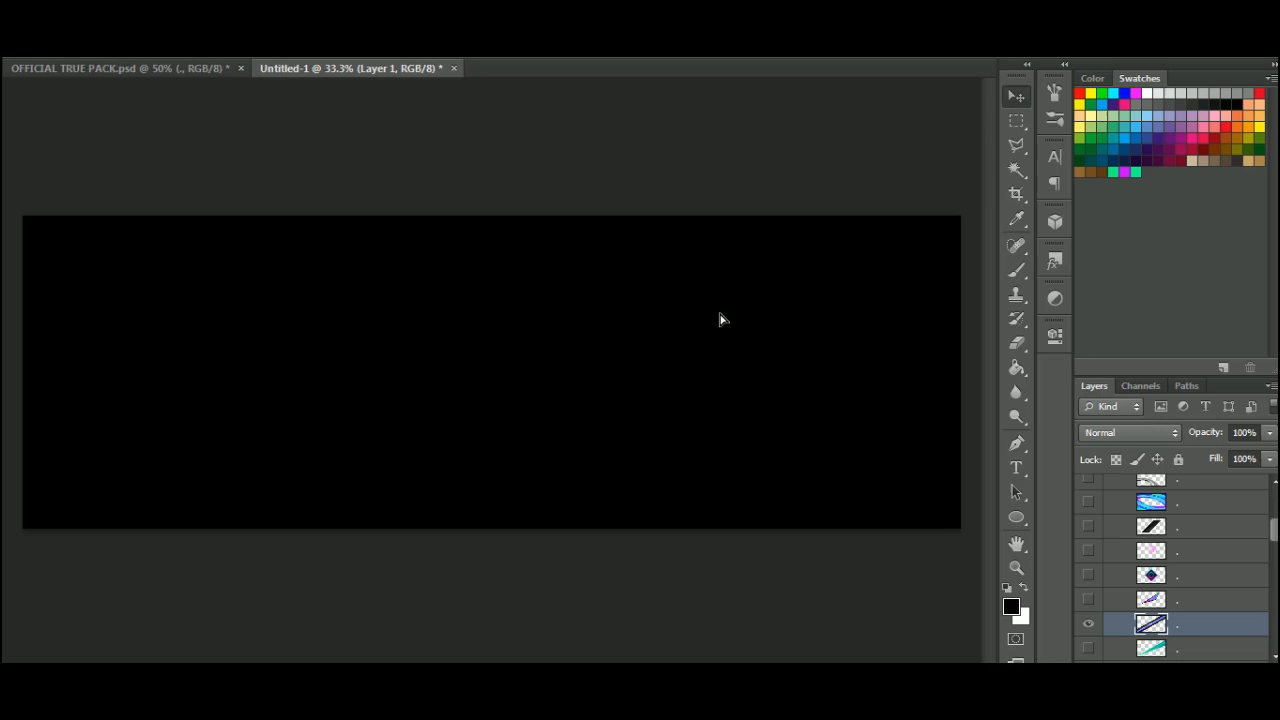 OFFICIAL TRUE PACK.psd @ 50% (., RGB/8) * ×
Untitled-1 @ 33.3% (Layer 1, RGB/8) * ×
Color Swatches
Layers Channels Paths
Kind
Normal Opacity: 100%
Lock: Fill: 100%